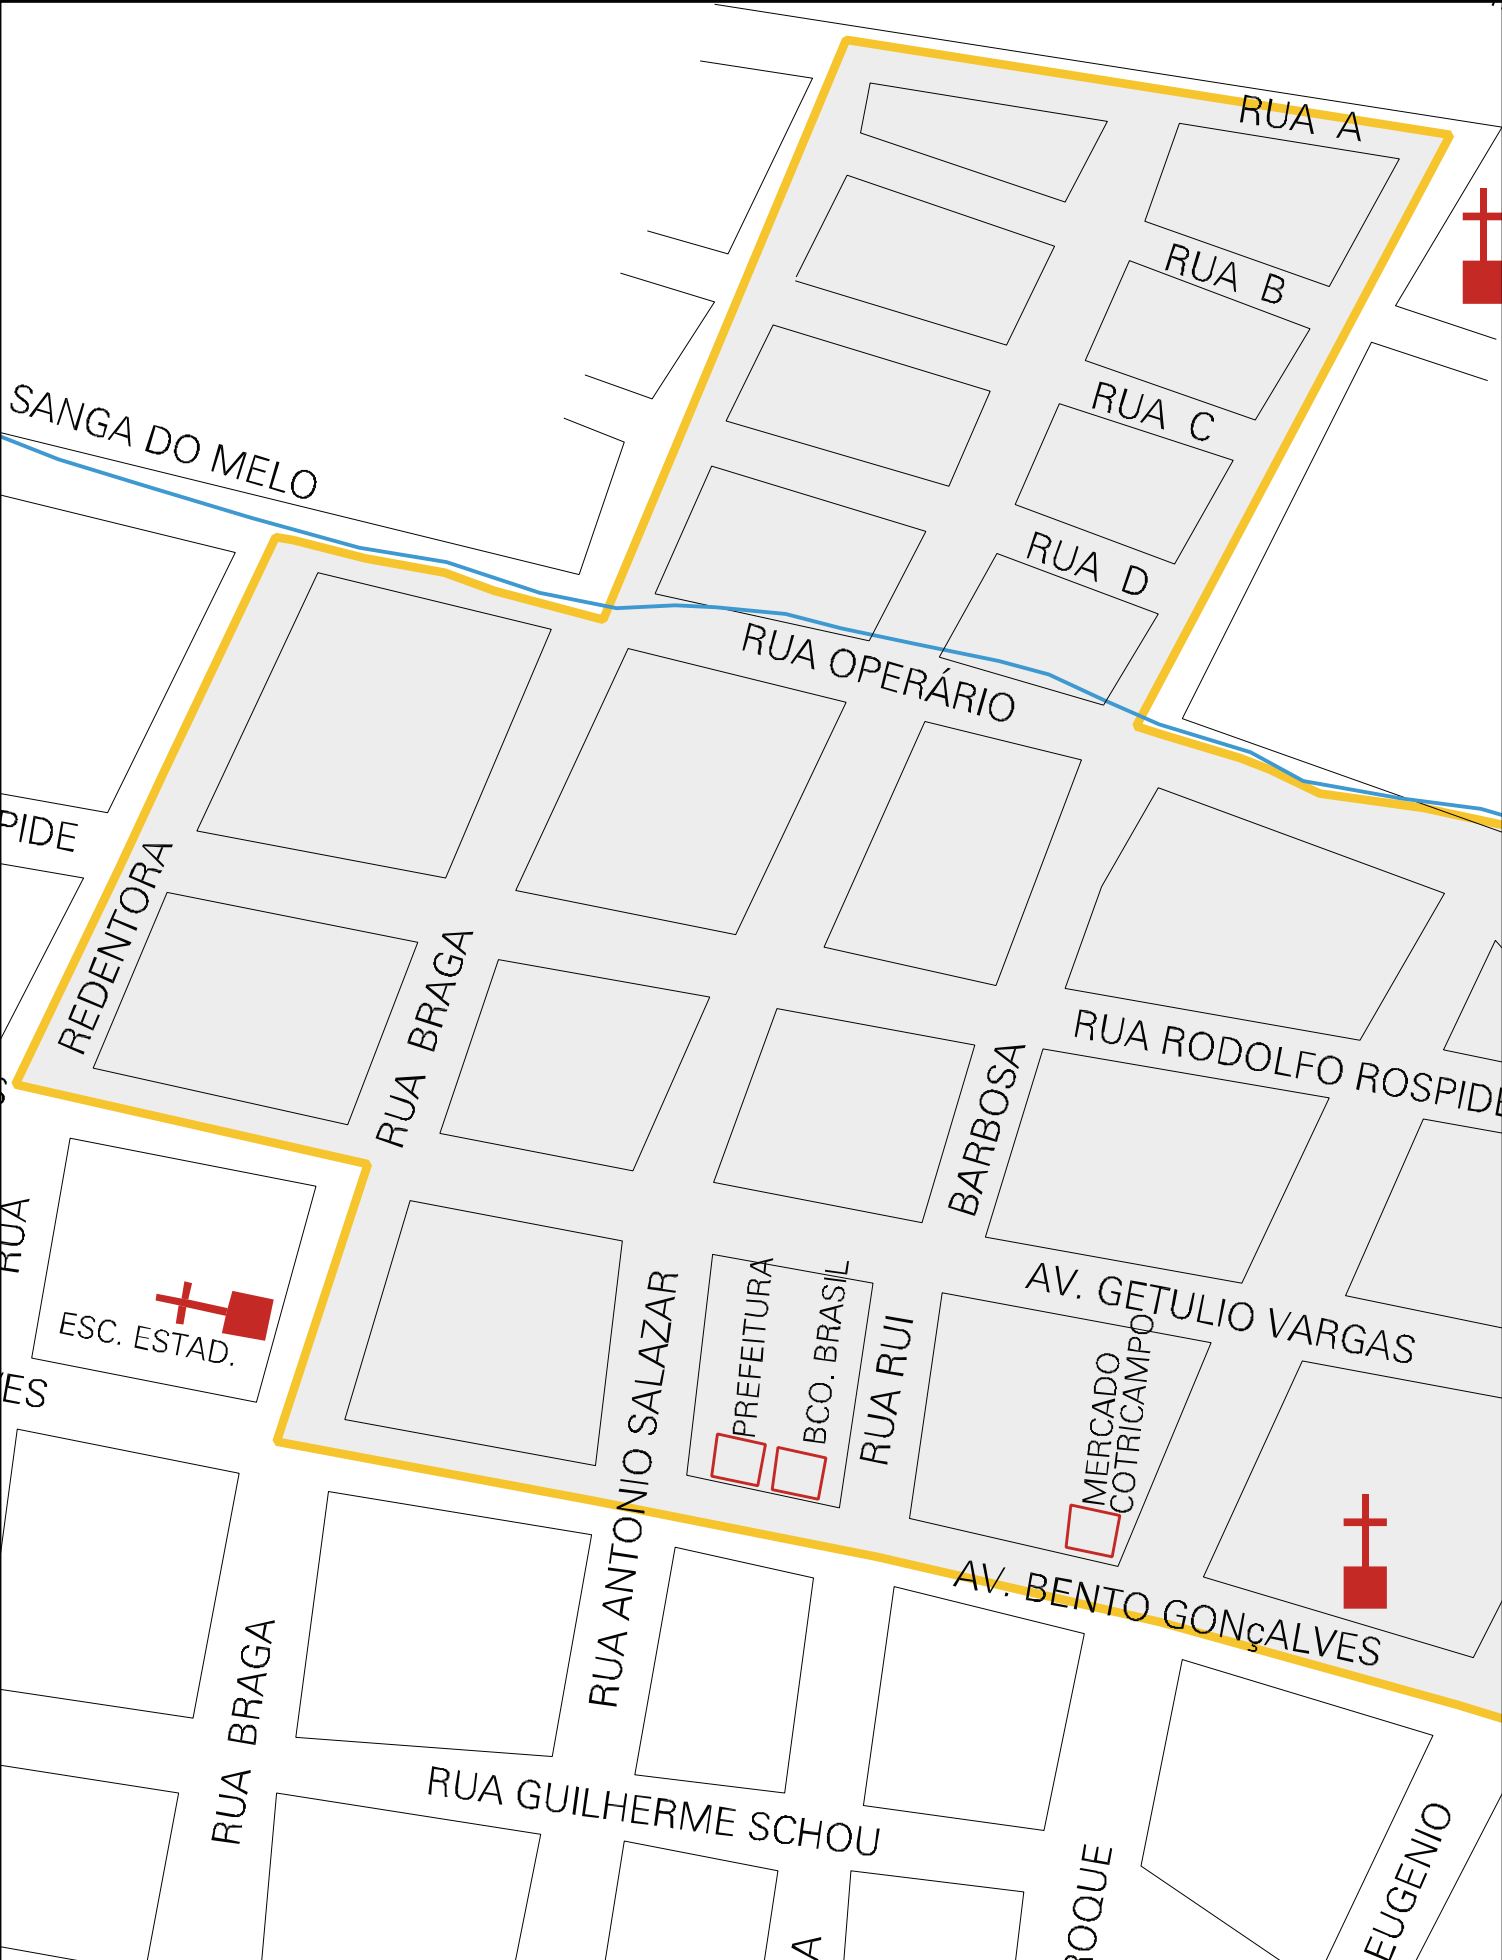 RUA A
RUA B
RUA C
SANGA DO MELO
RUA D
RUA OPERÁRIO
PIDE
REDENTORA
RUA BRAGA
RUA RODOLFO ROSPIDE
BARBOSA
RUA
AV. GETULIO VARGAS
PREFEITURA
BCO. BRASIL
RUA RUI
MERCADO
COTRICAMPO
ESC. ESTAD.
VES
RUA ANTONIO SALAZAR
AV. BENTO GONçALVES
RUA BRAGA
RUA GUILHERME SCHOU
ROQUE
EUGENIO
A